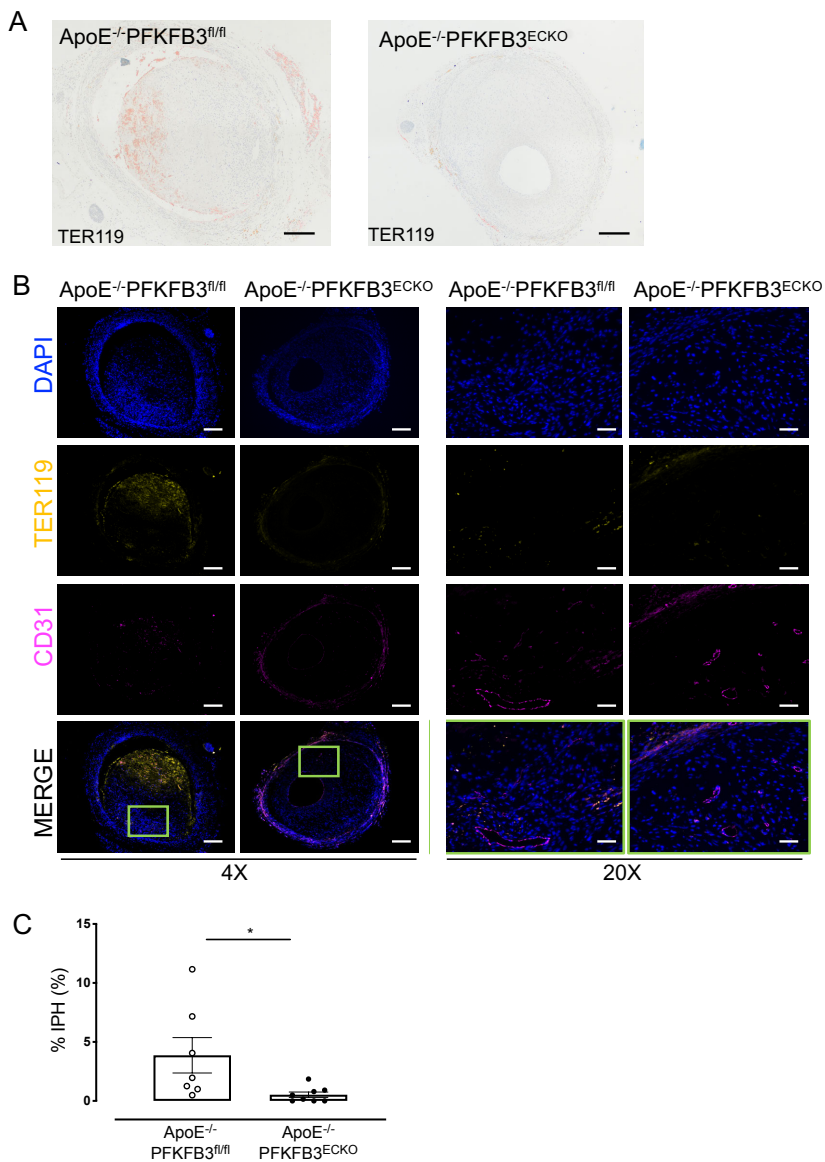 A
ApoE⁻/⁻PFKFB3ᶠˡ/ᶠˡ
ApoE⁻/⁻PFKFB3ᴱᶜᴷᴼ
TER119
TER119
B
ApoE⁻/⁻PFKFB3ᶠˡ/ᶠˡ
ApoE⁻/⁻PFKFB3ᴱᶜᴷᴼ
ApoE⁻/⁻PFKFB3ᶠˡ/ᶠˡ
ApoE⁻/⁻PFKFB3ᴱᶜᴷᴼ
DAPI
TER119
CD31
MERGE
4X
20X
C
% IPH (%)
15
10
5
0
*
ApoE⁻/⁻
PFKFB3ᶠˡ/ᶠˡ
ApoE⁻/⁻
PFKFB3ᴱᶜᴷᴼ